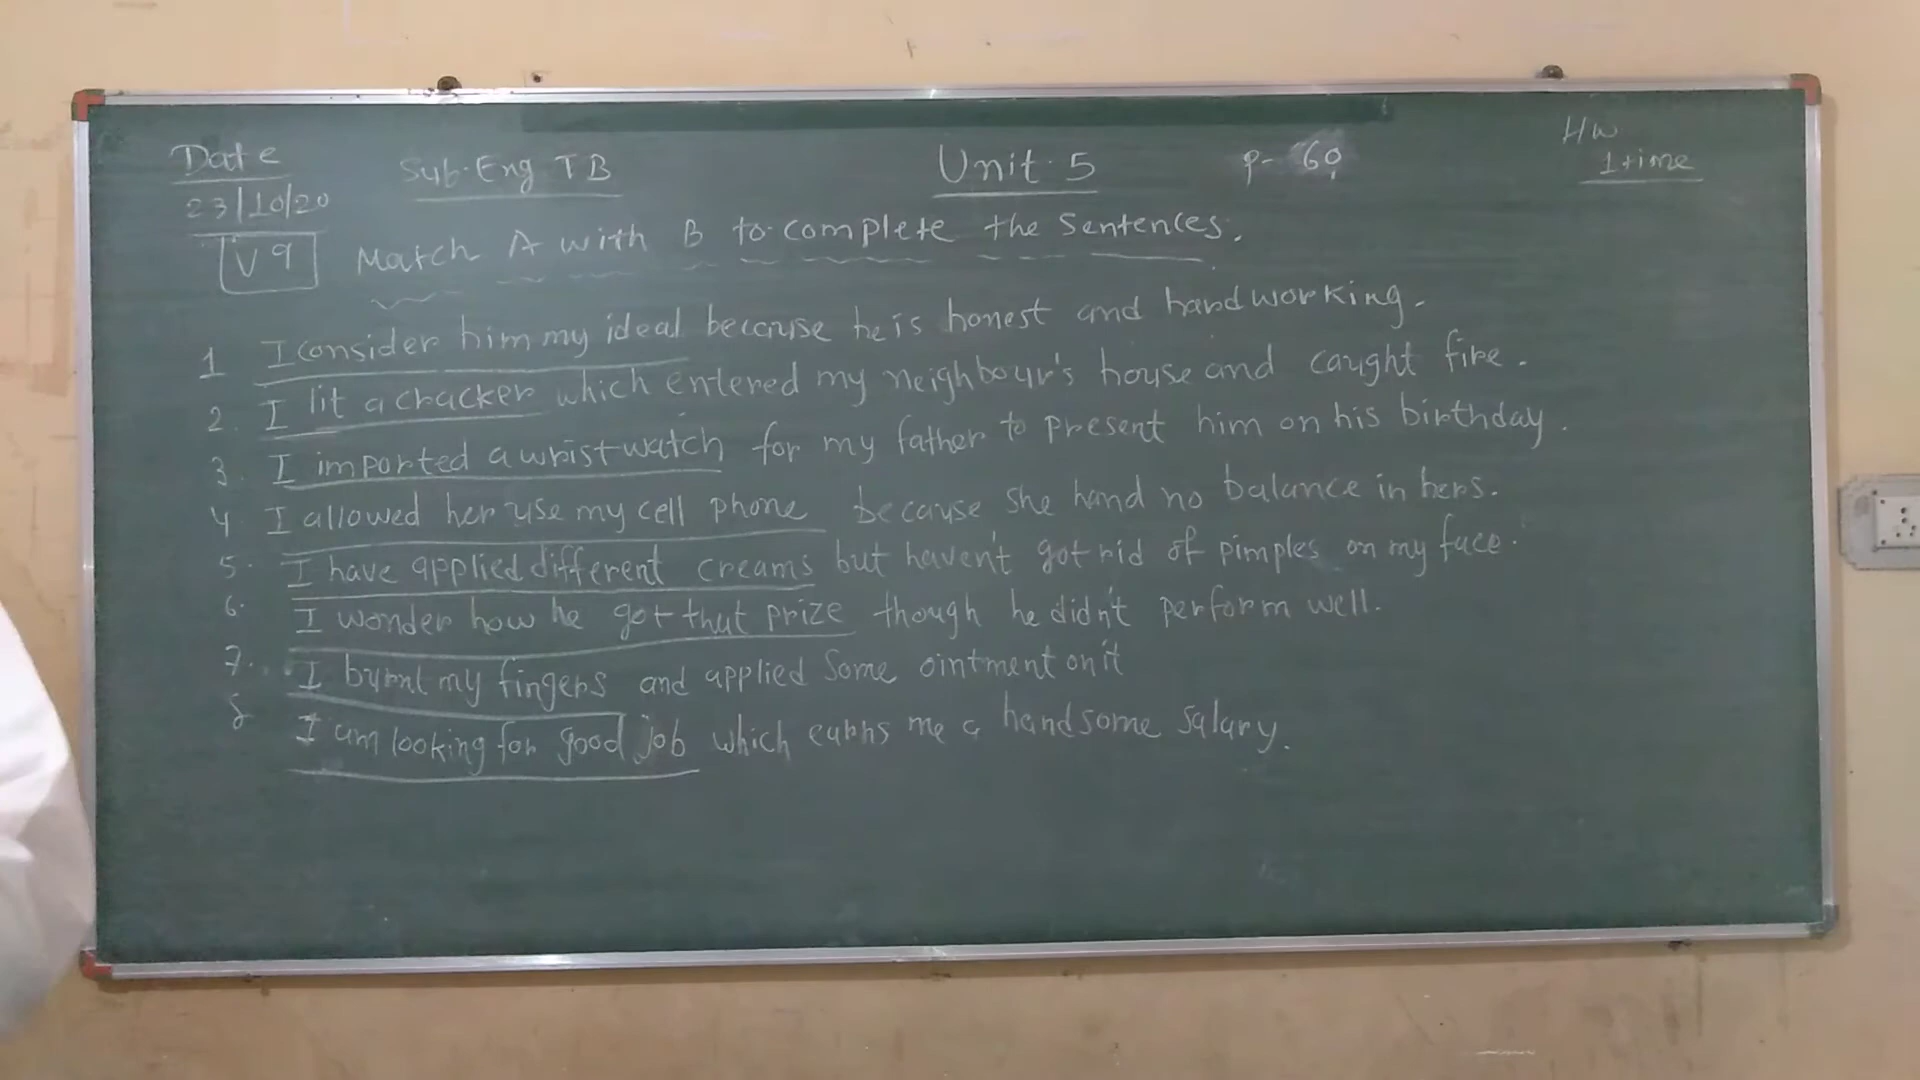 Date Sub. Eng TB Unit 5 P- 60 H/W
23/10/20 1 time
V 9 Match A with B to complete the sentences.
1 I consider him my ideal because he is honest and hardworking.
2. I lit a cracker which entered my neighbour's house and caught fire.
3. I imported a wrist watch for my father to present him on his birthday.
4 I allowed her use my cell phone because she hand no balance in hers.
5. I have applied different creams but haven't got rid of pimples on my face.
6. I wonder how he got that prize though he didn't perform well.
7. I burnt my fingers and applied some ointment on it
8 I am looking for good job which earns me a handsome salary.